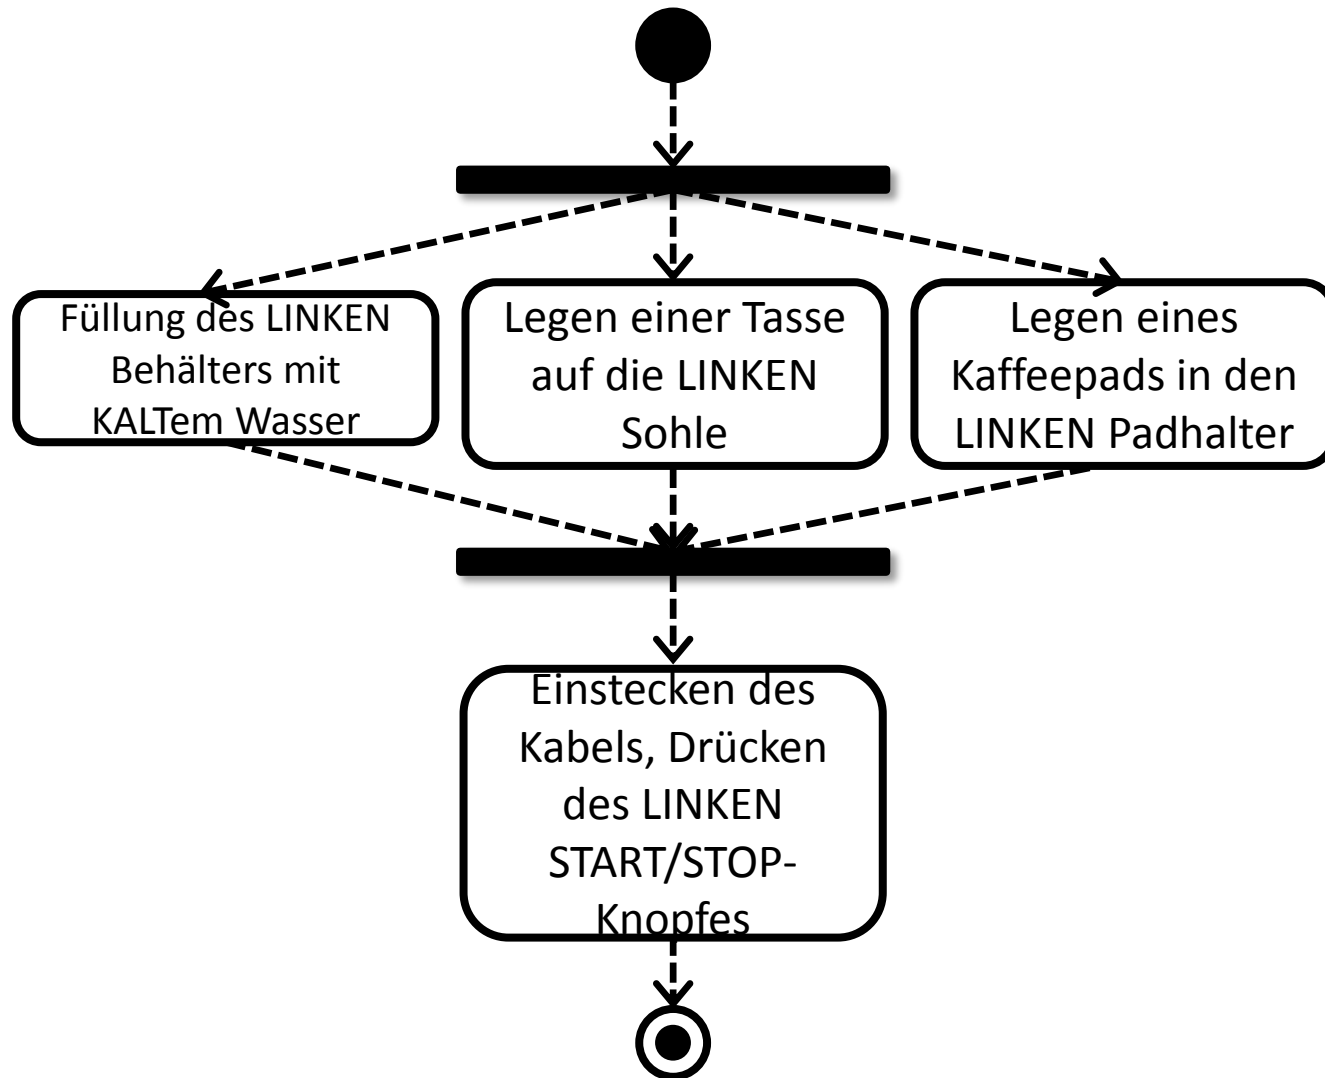 Füllung des LINKEN
Behälters mit
KALTem Wasser
Legen einer Tasse
auf die LINKEN
Sohle
Legen eines
Kaffeepads in den
LINKEN Padhalter
Einstecken des
Kabels, Drücken
des LINKEN
START/STOP-
Knopfes